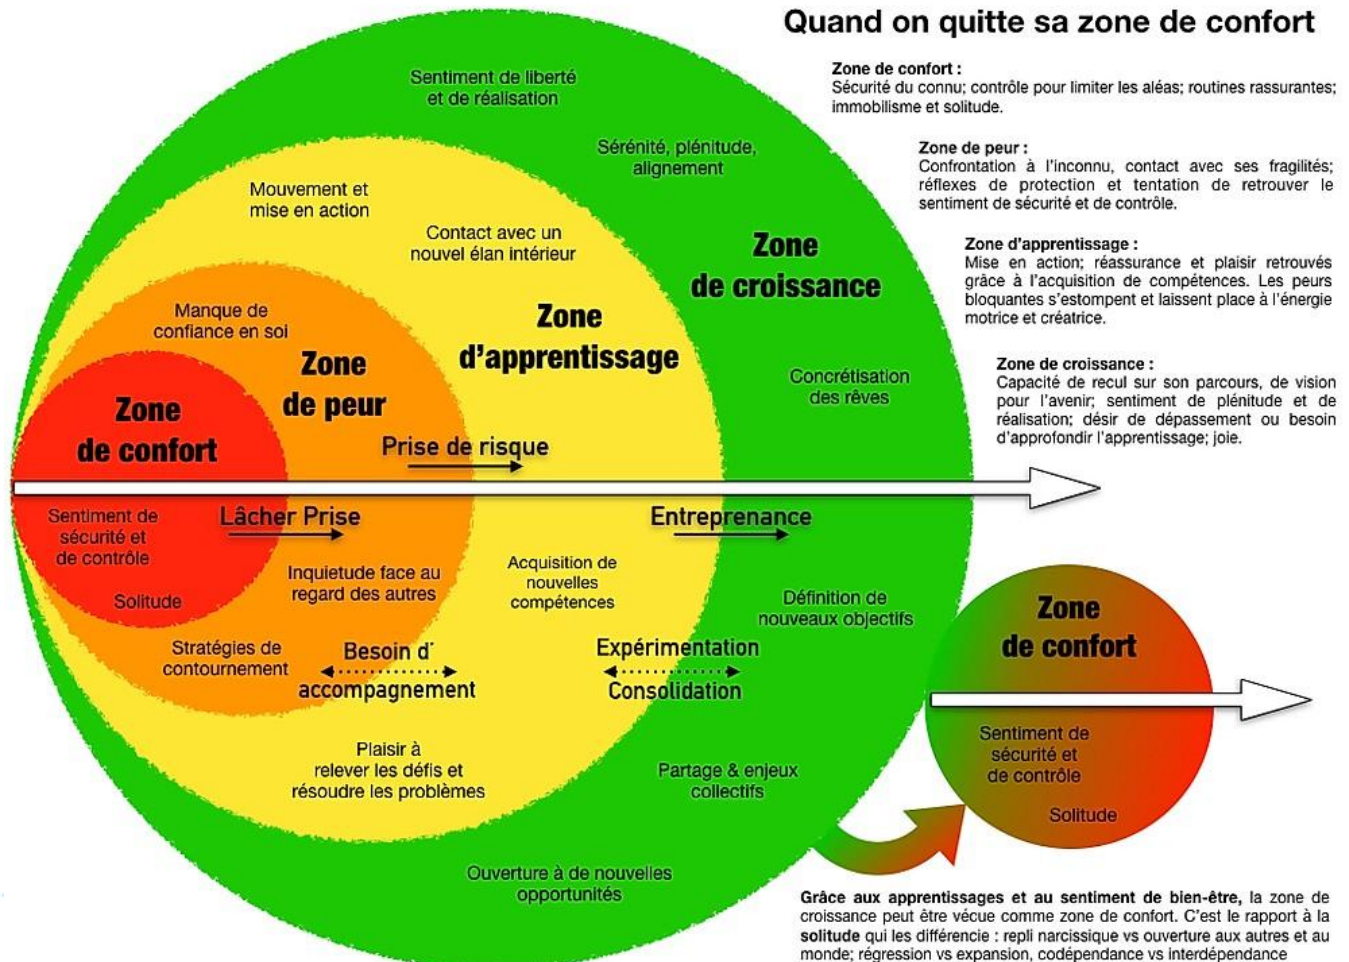 Quand on quitte sa zone de confort
Zone de confort :
Sécurité du connu; contrôle pour limiter les aléas; routines rassurantes;
immobilisme et solitude.
Zone de peur :
Confrontation à l'inconnu, contact avec ses fragilités;
réflexes de protection et tentation de retrouver le
sentiment de sécurité et de contrôle.
Zone d'apprentissage :
Mise en action; réassurance et plaisir retrouvés
grâce à l'acquisition de compétences. Les peurs
bloquantes s'estompent et laissent place à l'énergie
motrice et créatrice.
Zone de croissance :
Capacité de recul sur son parcours, de vision
pour l'avenir; sentiment de plénitude et de
réalisation; désir de dépassement ou besoin
d'approfondir l'apprentissage; joie.
Sentiment de liberté
et de réalisation
Sérénité, plénitude,
alignement
Zone
de croissance
Concrétisation
des rêves
Mouvement et
mise en action
Contact avec un
nouvel élan intérieur
Zone
d'apprentissage
Manque de
confiance en soi
Zone
de peur
Zone
de confort
Prise de risque
Lâcher Prise
Entreprenance
Sentiment de
sécurité et
de contrôle
Solitude
Inquietude face au
regard des autres
Stratégies de
contournement
Besoin d'
accompagnement
Acquisition de
nouvelles
compétences
Expérimentation
Consolidation
Définition de
nouveaux objectifs
Plaisir à
relever les défis et
résoudre les problèmes
Partage & enjeux
collectifs
Ouverture à de nouvelles
opportunités
Zone
de confort
Sentiment de
sécurité et
de contrôle
Solitude
Grâce aux apprentissages et au sentiment de bien-être, la zone de
croissance peut être vécue comme zone de confort. C'est le rapport à la
solitude qui les différencie : repli narcissique vs ouverture aux autres et au
monde; régression vs expansion, codépendance vs interdépendance